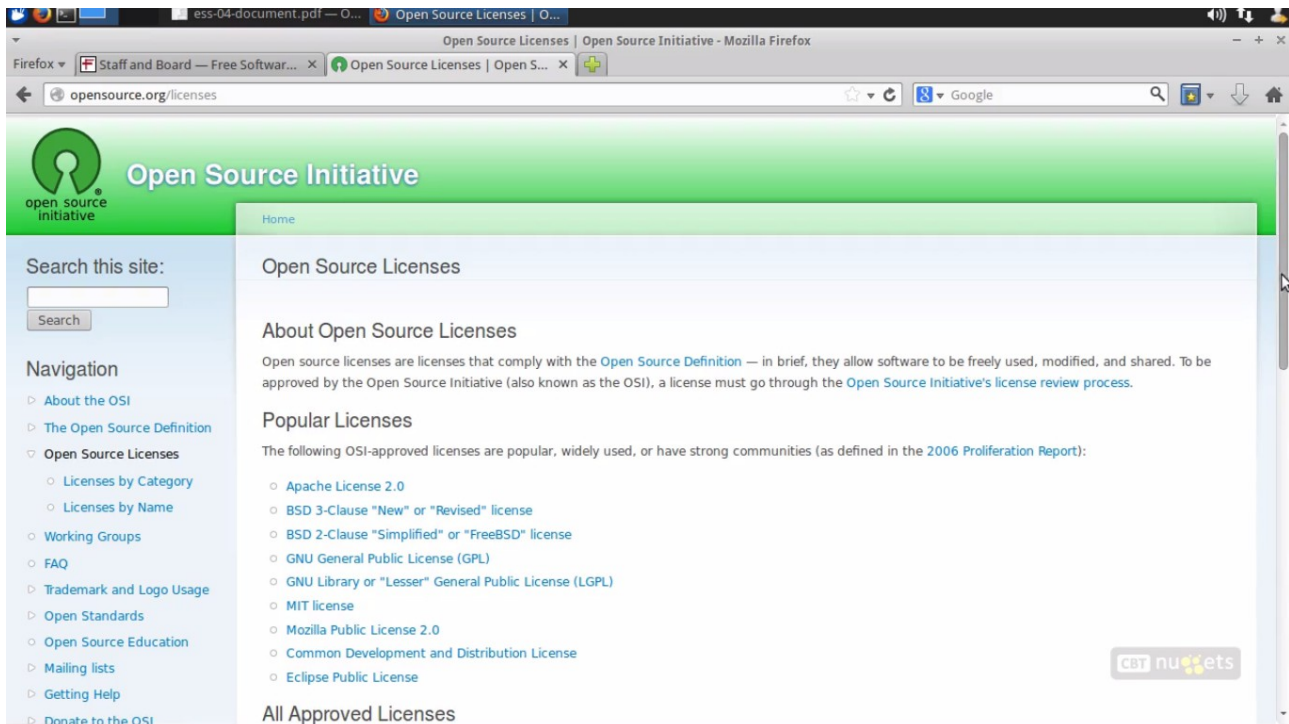 ess-04-document.pdf — O...
Open Source Licenses | O...
Open Source Licenses | Open Source Initiative - Mozilla Firefox
Firefox
Staff and Board — Free Softwar...
Open Source Licenses | Open S...
opensource.org/licenses
Google
Open Source Initiative
open source
initiative
Home
Search this site:
Search
Navigation
About the OSI
The Open Source Definition
Open Source Licenses
Licenses by Category
Licenses by Name
Working Groups
FAQ
Trademark and Logo Usage
Open Standards
Open Source Education
Mailing lists
Getting Help
Donate to the OSI
Open Source Licenses
About Open Source Licenses
Open source licenses are licenses that comply with the Open Source Definition — in brief, they allow software to be freely used, modified, and shared. To be
approved by the Open Source Initiative (also known as the OSI), a license must go through the Open Source Initiative's license review process.
Popular Licenses
The following OSI-approved licenses are popular, widely used, or have strong communities (as defined in the 2006 Proliferation Report):
Apache License 2.0
BSD 3-Clause "New" or "Revised" license
BSD 2-Clause "Simplified" or "FreeBSD" license
GNU General Public License (GPL)
GNU Library or "Lesser" General Public License (LGPL)
MIT license
Mozilla Public License 2.0
Common Development and Distribution License
Eclipse Public License
All Approved Licenses
CBT nuggets